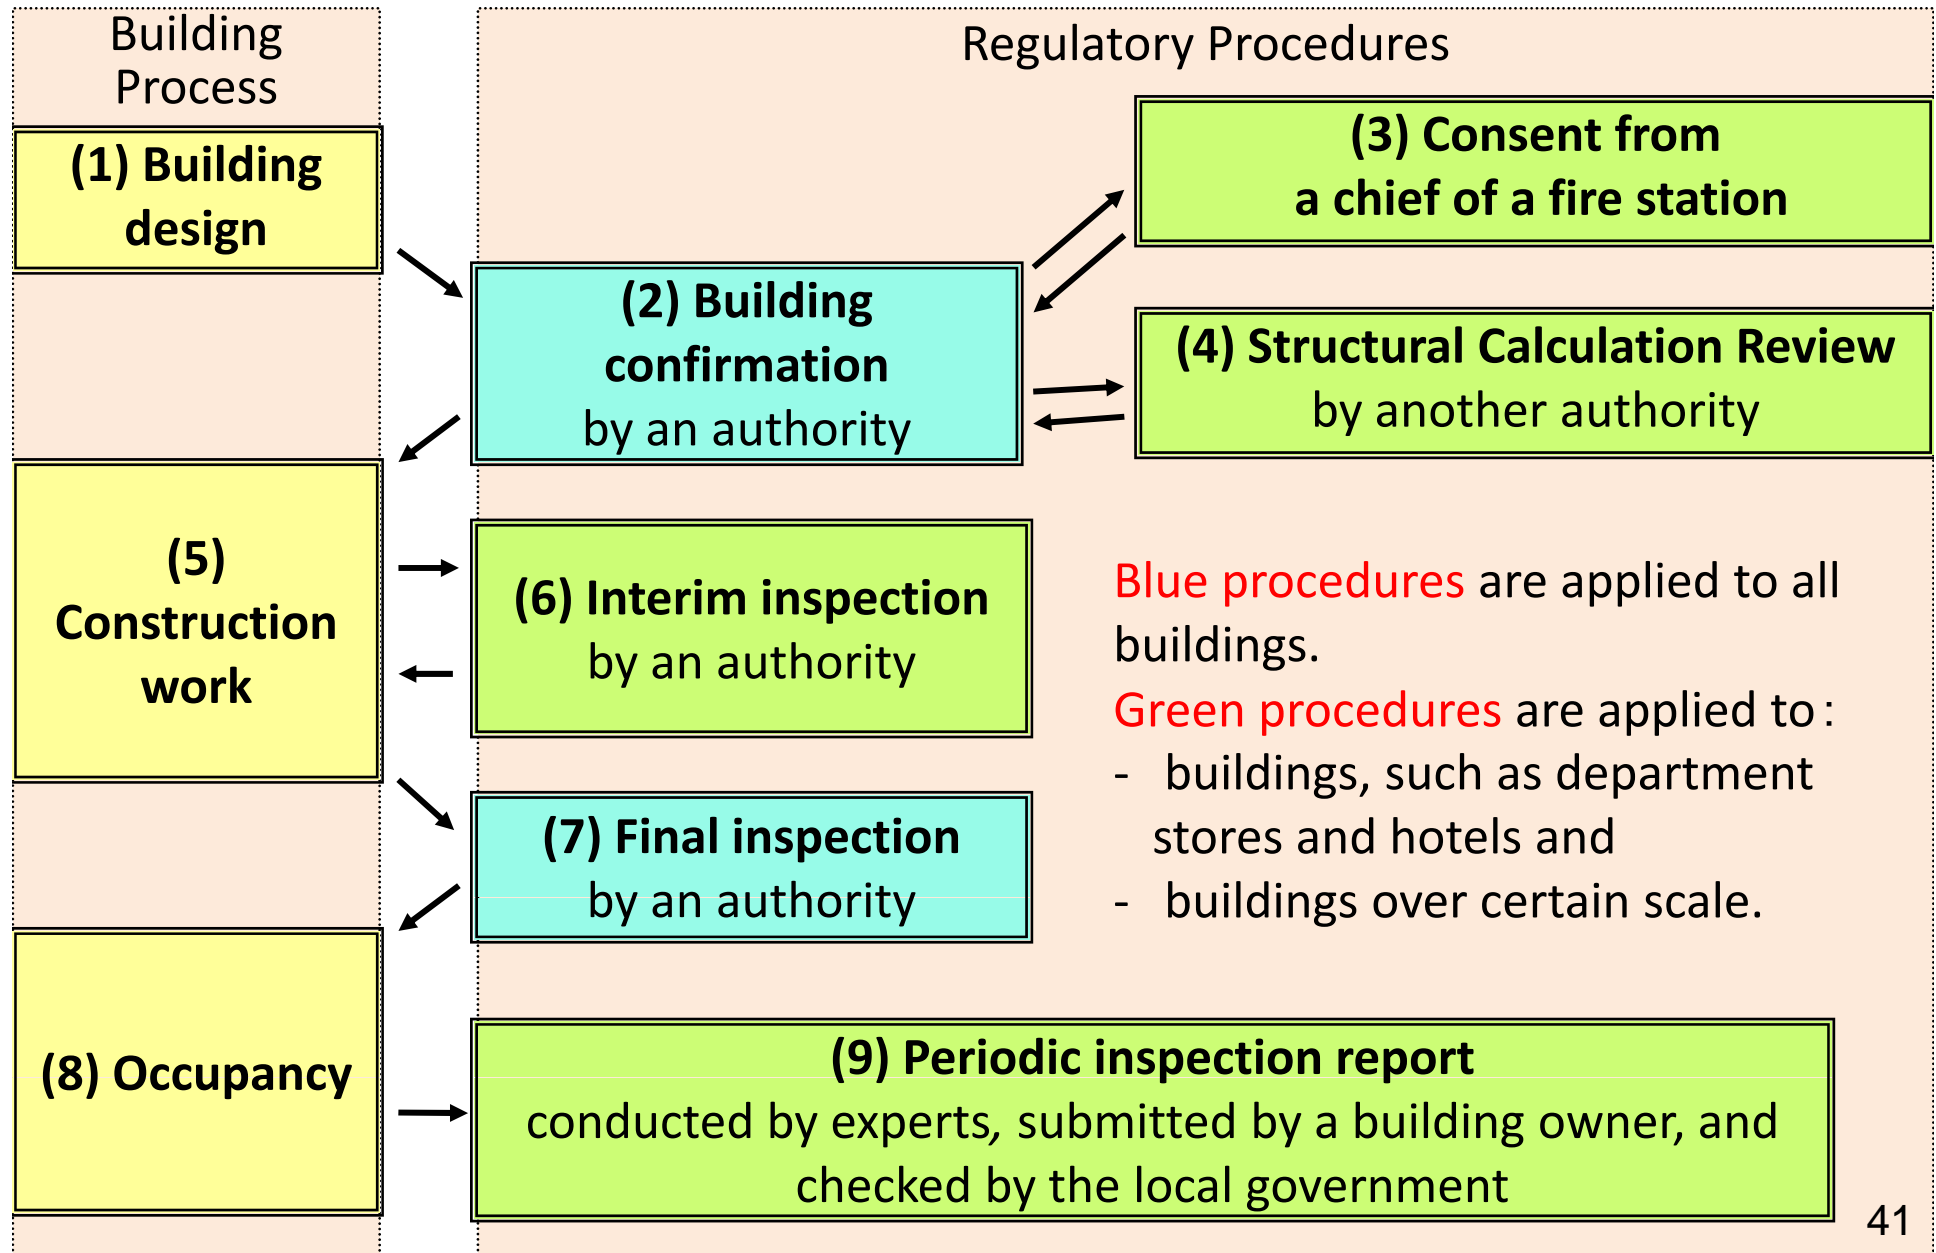 Building
Process
Regulatory Procedures
(1) Building
design
(2) Building
confirmation
by an authority
(3) Consent from
a chief of a fire station
(4) Structural Calculation Review
by another authority
(5)
Construction
work
(6) Interim inspection
by an authority
Blue procedures are applied to all
buildings.
Green procedures are applied to:
- buildings, such as department
stores and hotels and
- buildings over certain scale.
(7) Final inspection
by an authority
(8) Occupancy
(9) Periodic inspection report
conducted by experts, submitted by a building owner, and
checked by the local government
41